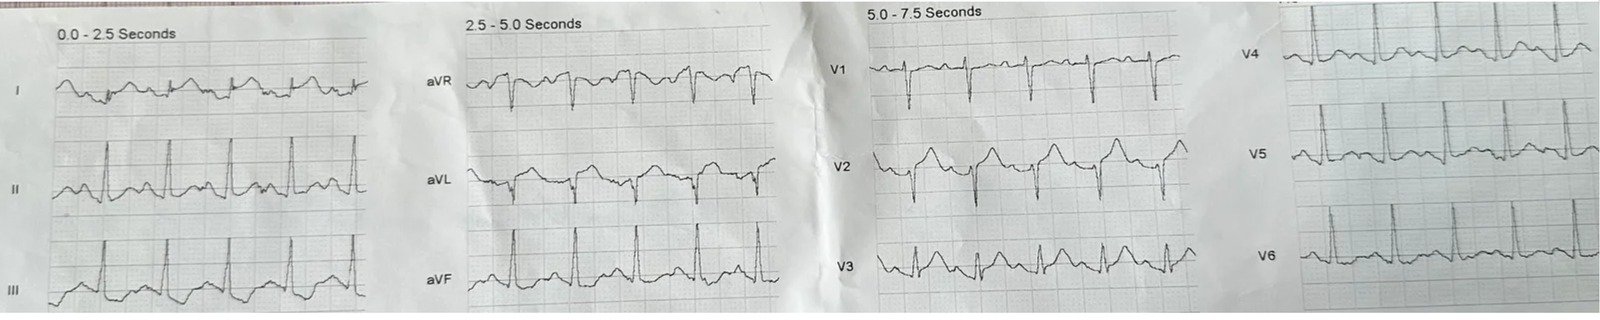 0.0 - 2.5 Seconds
I
II
III
2.5 - 5.0 Seconds
aVR
aVL
aVF
5.0 - 7.5 Seconds
V1
V2
V3
V4
V5
V6